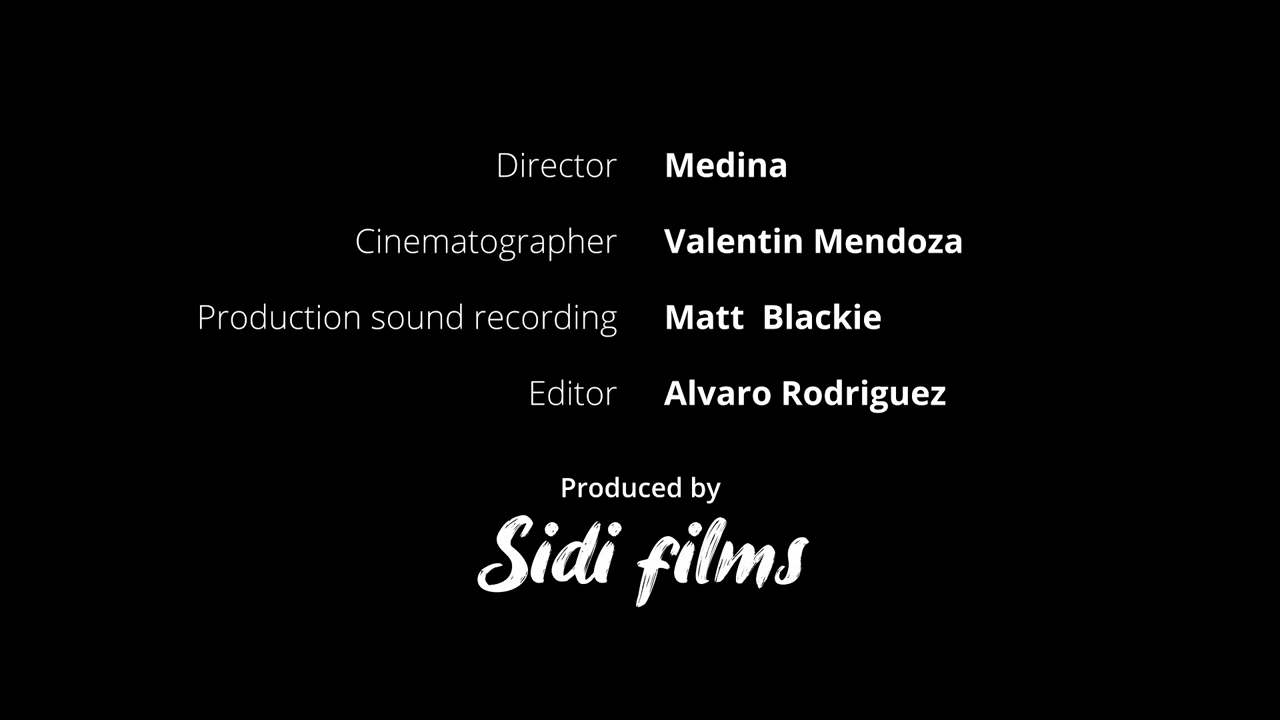 Director Medina
Cinematographer Valentin Mendoza
Production sound recording Matt  Blackie
Editor Alvaro Rodriguez
Produced by
Sidi films